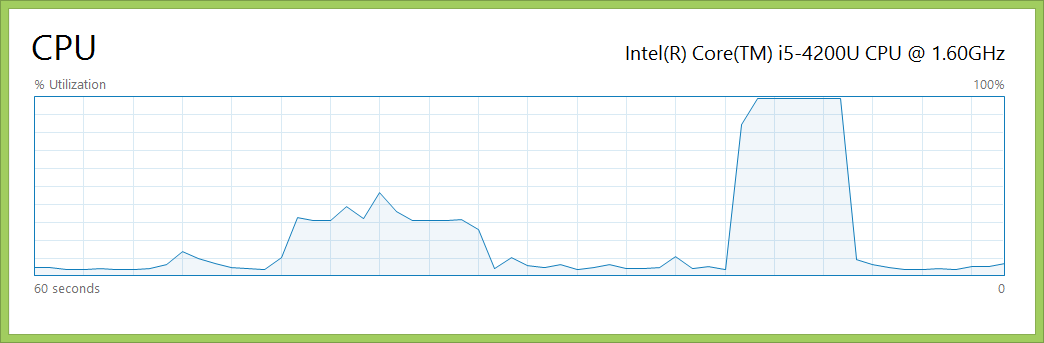 CPU
Intel(R) Core(TM) i5-4200U CPU @ 1.60GHz
% Utilization
100%
60 seconds
0